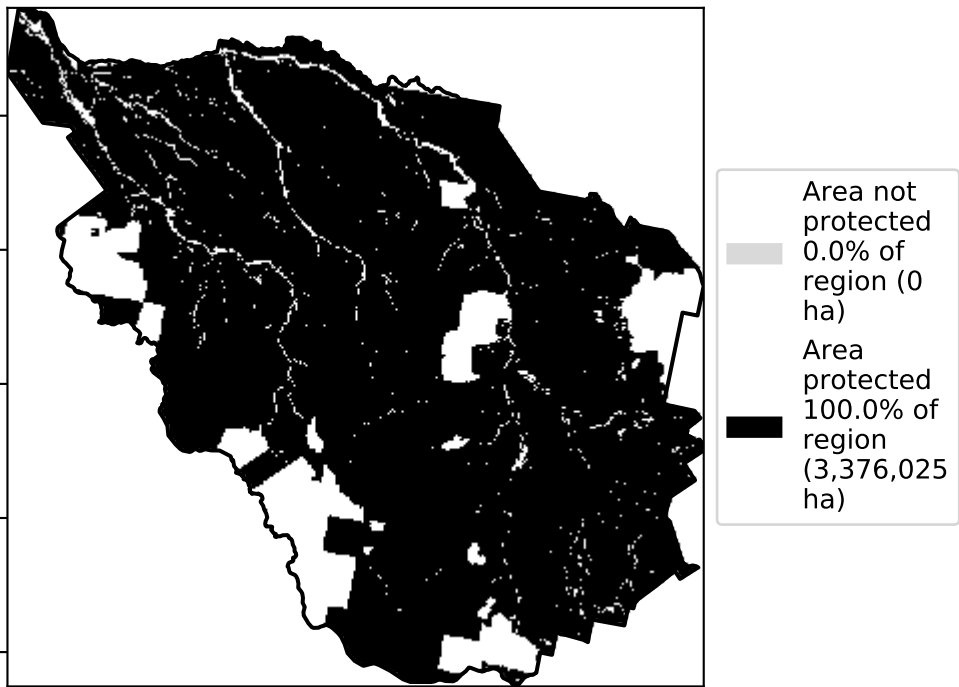 Area not
protected
0.0% of
region (0
ha)
Area
protected
100.0% of
region
(3,376,025
ha)